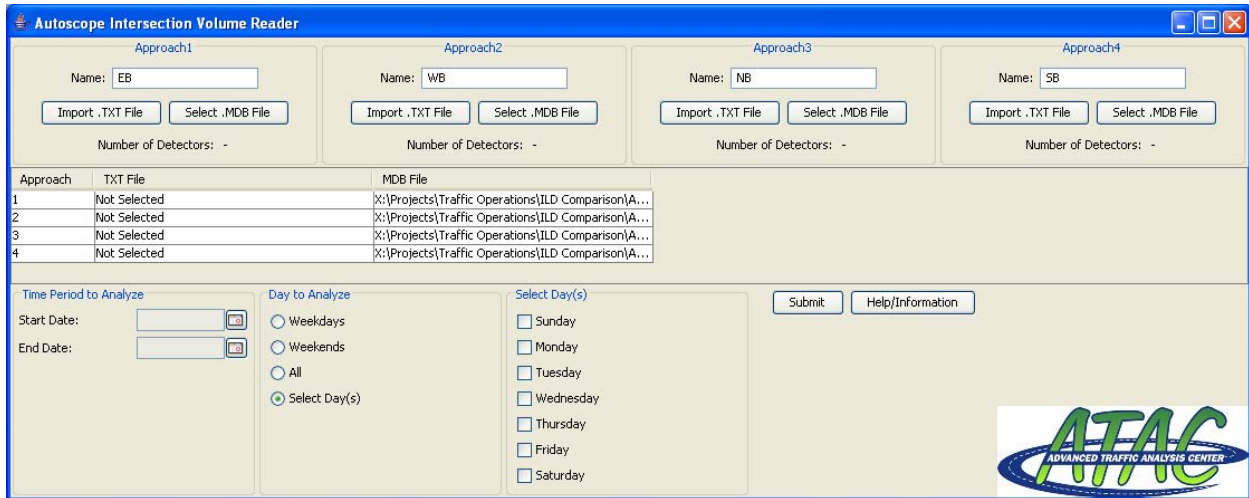 Autoscope Intersection Volume Reader
Approach1
Name: EB
Import .TXT File Select .MDB File
Number of Detectors: -
Approach2
Name: WB
Import .TXT File Select .MDB File
Number of Detectors: -
Approach3
Name: NB
Import .TXT File Select .MDB File
Number of Detectors: -
Approach4
Name: SB
Import .TXT File Select .MDB File
Number of Detectors: -
Approach TXT File MDB File
1 Not Selected X:\Projects\Traffic Operations\ILD Comparison\A...
2 Not Selected X:\Projects\Traffic Operations\ILD Comparison\A...
3 Not Selected X:\Projects\Traffic Operations\ILD Comparison\A...
4 Not Selected X:\Projects\Traffic Operations\ILD Comparison\A...
Time Period to Analyze
Start Date:
End Date:
Day to Analyze
Weekdays
Weekends
All
Select Day(s)
Select Day(s)
Sunday
Monday
Tuesday
Wednesday
Thursday
Friday
Saturday
Submit Help/Information
ATAC
ADVANCED TRAFFIC ANALYSIS CENTER